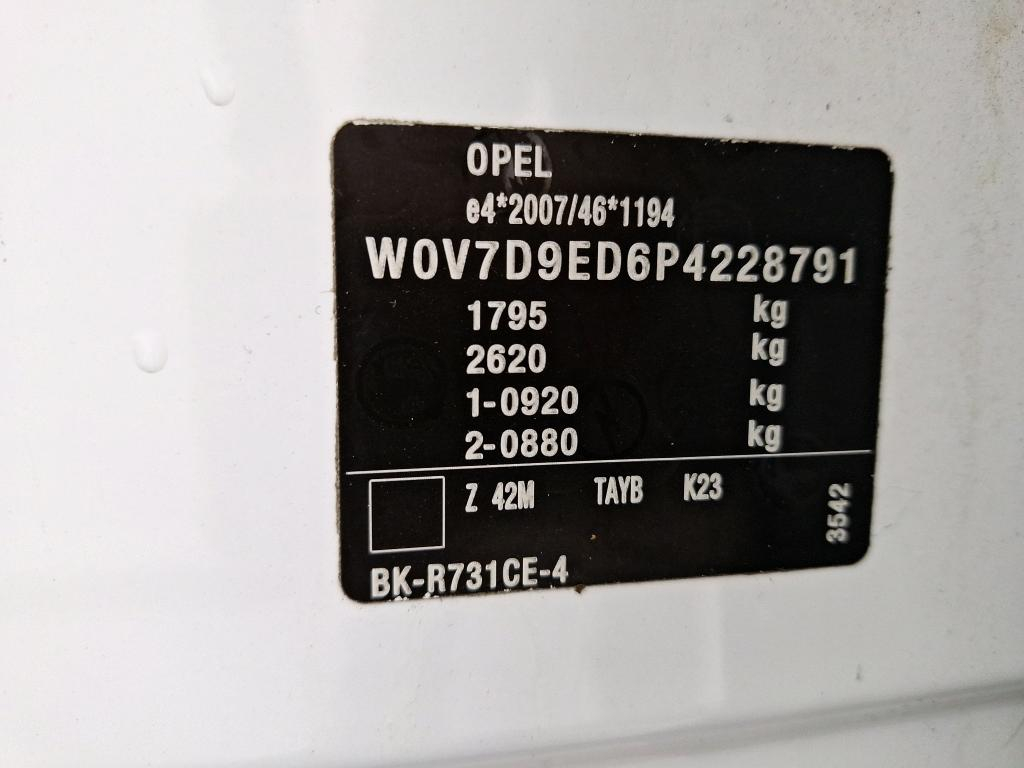 OPEL
e4*2007/46*1194
W0V7D9ED6P4228791
1795 kg
2620 kg
1-0920 kg
2-0880 kg
Z 42M TAYB K23
3542
BK-R731CE-4